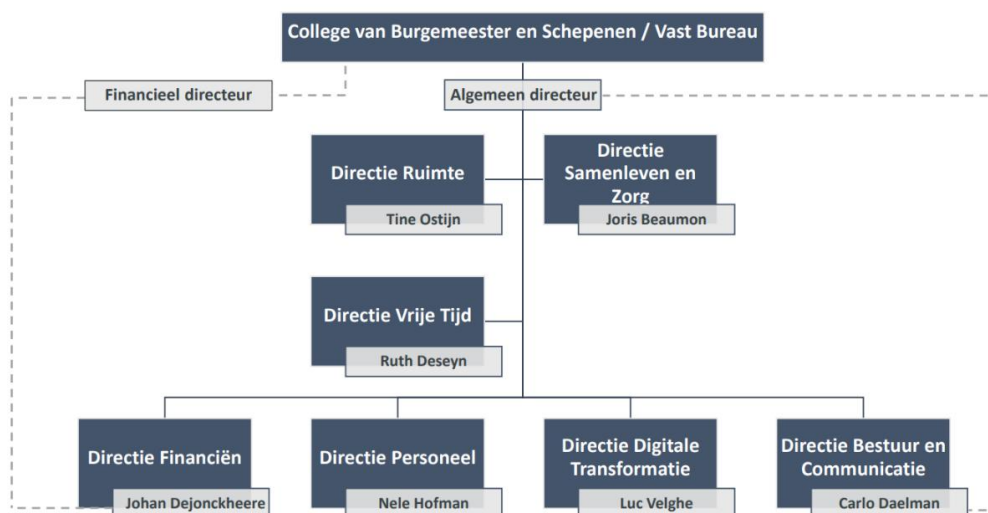 College van Burgemeester en Schepenen / Vast Bureau
Financieel directeur
Algemeen directeur
Directie Ruimte
Tine Ostijn
Directie
Samenleven en
Zorg
Joris Beaumon
Directie Vrije Tijd
Ruth Deseyn
Directie Financiën
Johan Dejonckheere
Directie Personeel
Nele Hofman
Directie Digitale
Transformatie
Luc Velghe
Directie Bestuur en
Communicatie
Carlo Daelman